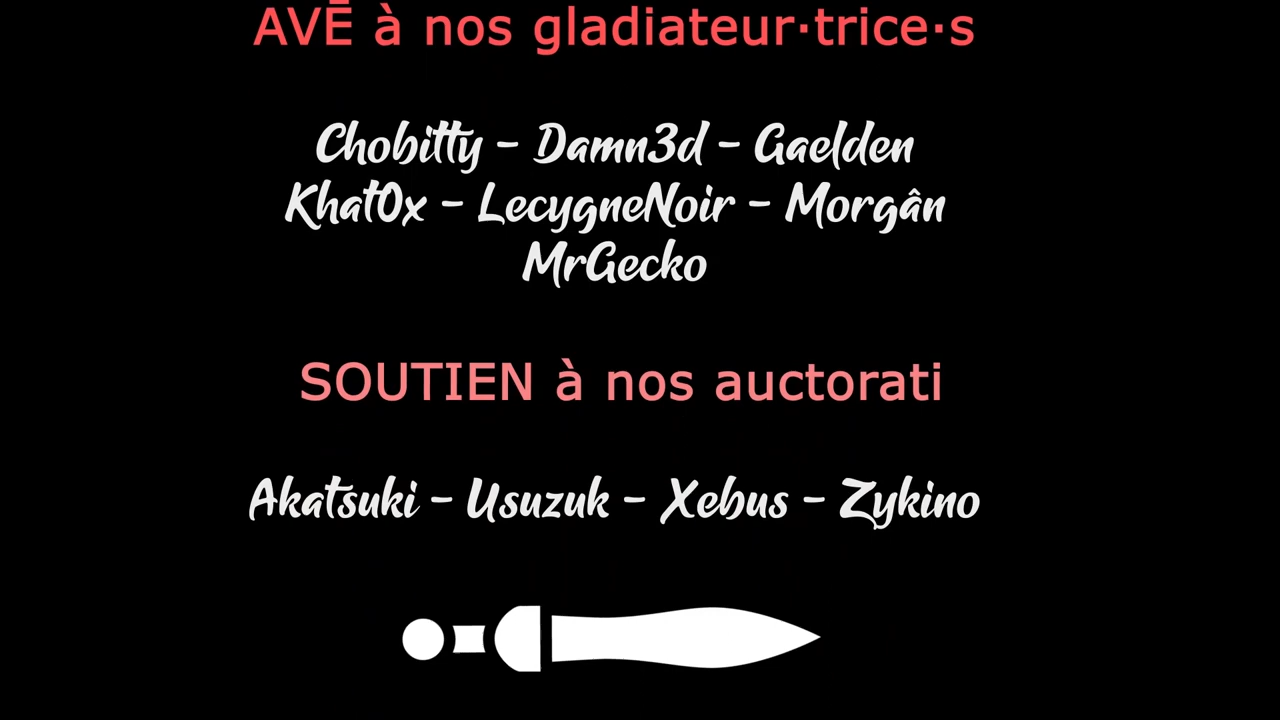 AVĒ à nos gladiateur·trice·s
Chobitty - Damn3d - Gaelden
Khat0x - LecygneNoir - Morgân
MrGecko
SOUTIEN à nos auctorati
Akatsuki - Usuzuk - Xebus - Zykino